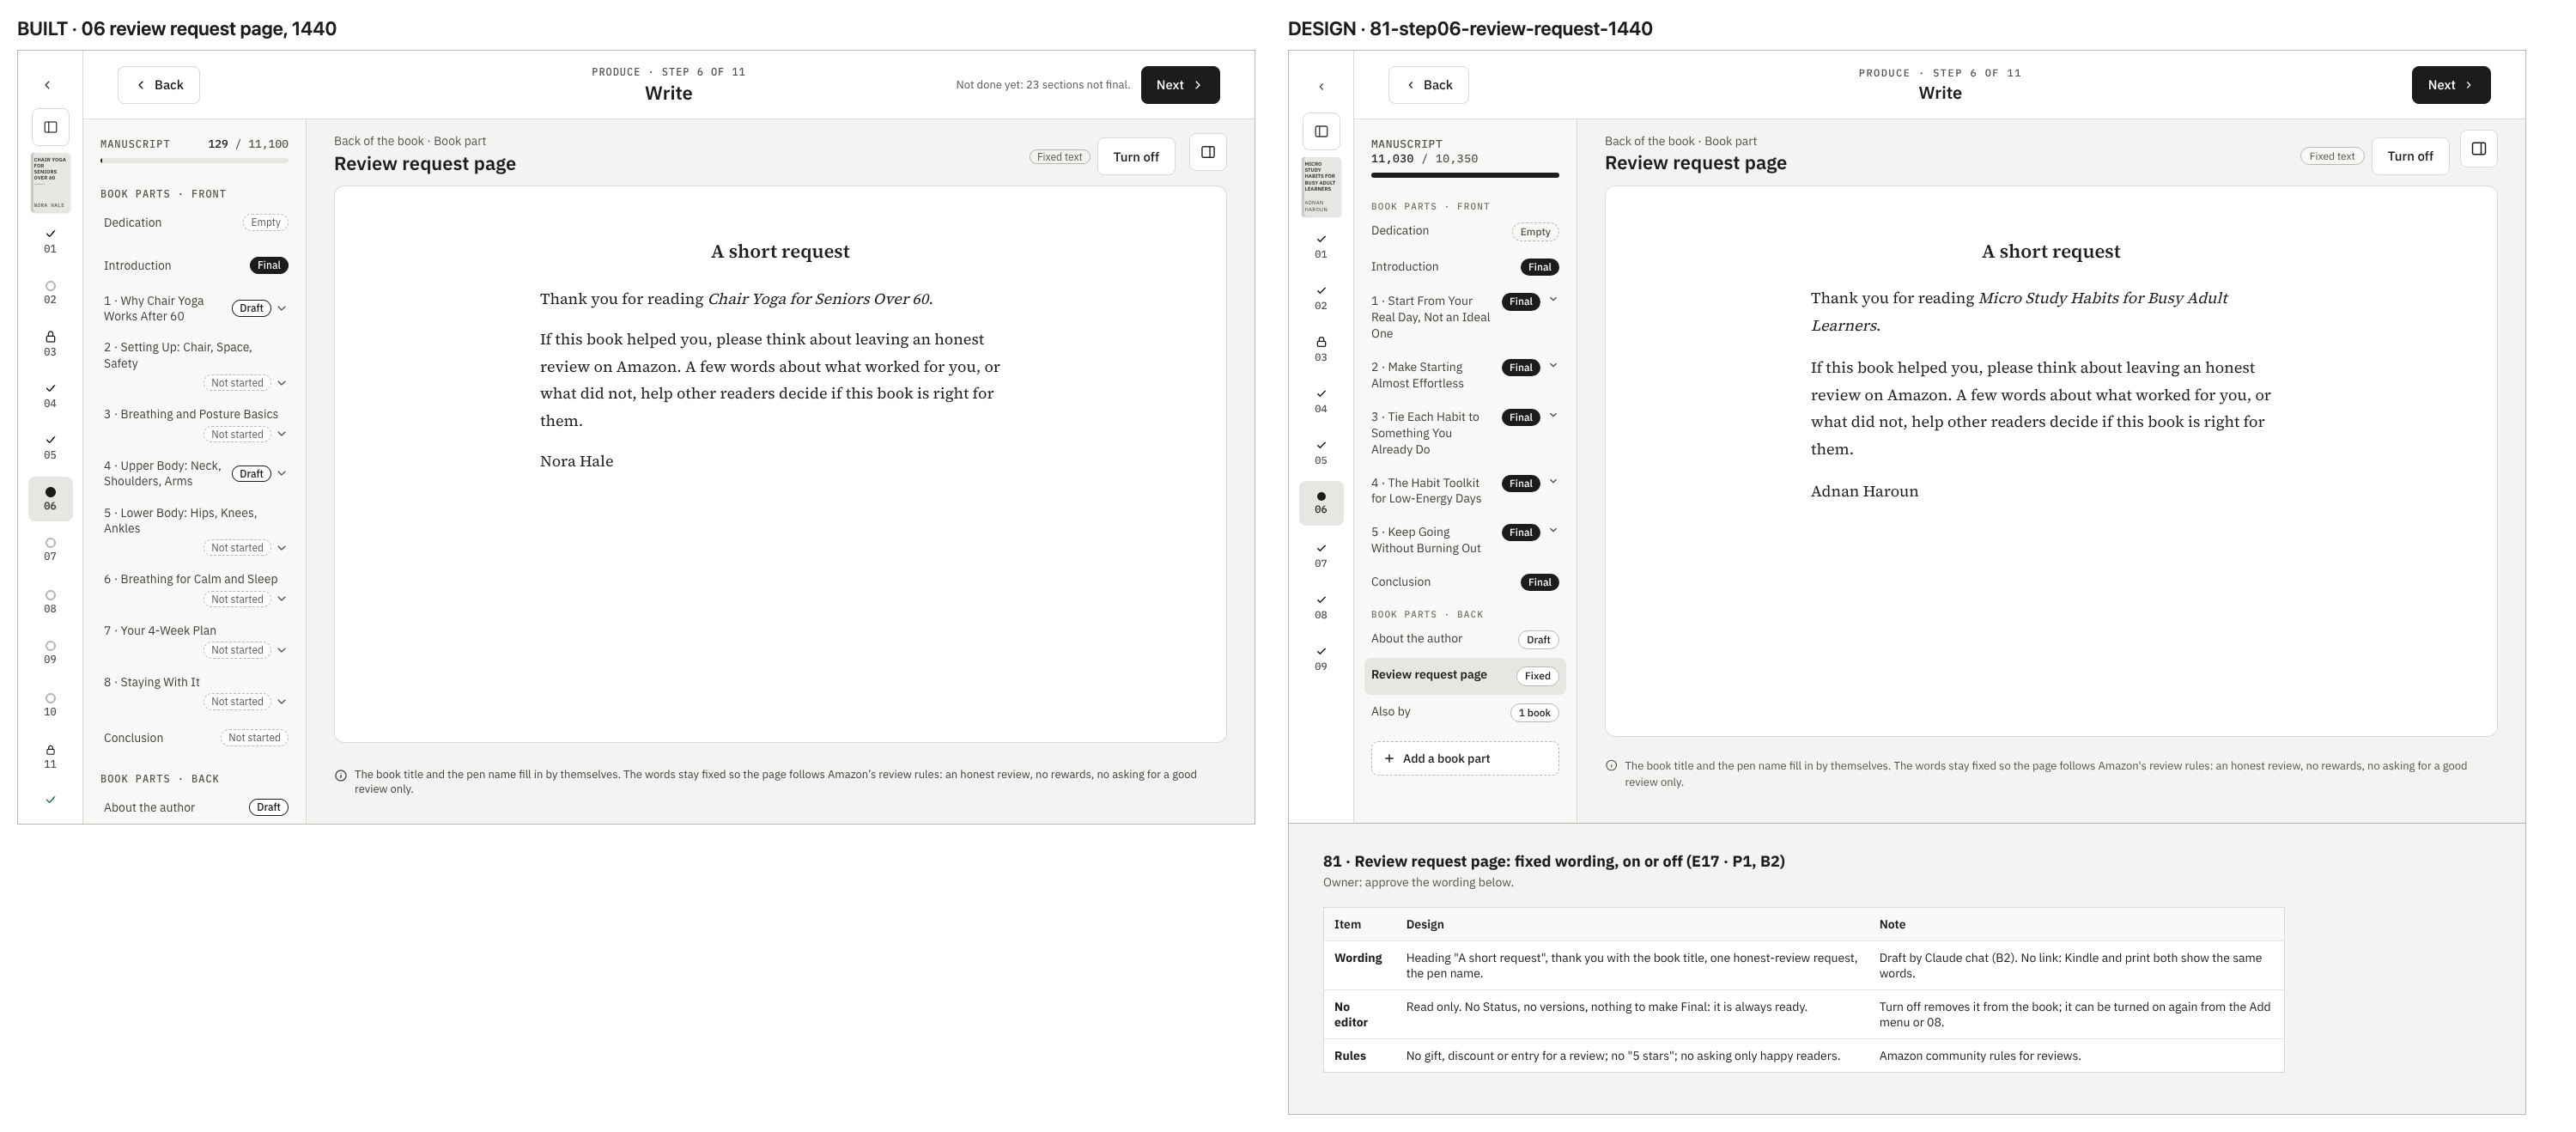 BUILT · 06 review request page, 1440
Back
PRODUCE · STEP 6 OF 11
Write
Not done yet: 23 sections not final.
Next
CHAIR YOGA
FOR
SENIORS
OVER 60
NORA HALE
01
02
03
04
05
06
07
08
09
10
11
MANUSCRIPT 129 / 11,100
BOOK PARTS · FRONT
Dedication Empty
Introduction Final
1 · Why Chair Yoga
Works After 60
Draft
2 · Setting Up: Chair, Space,
Safety
Not started
3 · Breathing and Posture Basics
Not started
4 · Upper Body: Neck,
Shoulders, Arms
Draft
5 · Lower Body: Hips, Knees,
Ankles
Not started
6 · Breathing for Calm and Sleep
Not started
7 · Your 4-Week Plan
Not started
8 · Staying With It
Not started
Conclusion Not started
BOOK PARTS · BACK
About the author Draft
Back of the book · Book part
Review request page
Fixed text
Turn off
A short request
Thank you for reading Chair Yoga for Seniors Over 60.
If this book helped you, please think about leaving an honest
review on Amazon. A few words about what worked for you, or
what did not, help other readers decide if this book is right for
them.
Nora Hale
The book title and the pen name fill in by themselves. The words stay fixed so the page follows Amazon's review rules: an honest review, no rewards, no asking for a good
review only.
DESIGN · 81-step06-review-request-1440
Back
PRODUCE · STEP 6 OF 11
Write
Next
MICRO
STUDY
HABITS FOR
BUSY ADULT
LEARNERS
ADNAN
HAROUN
01
02
03
04
05
06
07
08
09
MANUSCRIPT
11,030 / 10,350
BOOK PARTS · FRONT
Dedication Empty
Introduction Final
1 · Start From Your
Real Day, Not an Ideal
One
Final
2 · Make Starting
Almost Effortless
Final
3 · Tie Each Habit to
Something You
Already Do
Final
4 · The Habit Toolkit
for Low-Energy Days
Final
5 · Keep Going
Without Burning Out
Final
Conclusion Final
BOOK PARTS · BACK
About the author Draft
Review request page Fixed
Also by 1 book
+ Add a book part
Back of the book · Book part
Review request page
Fixed text
Turn off
A short request
Thank you for reading Micro Study Habits for Busy Adult
Learners.
If this book helped you, please think about leaving an honest
review on Amazon. A few words about what worked for you, or
what did not, help other readers decide if this book is right for
them.
Adnan Haroun
The book title and the pen name fill in by themselves. The words stay fixed so the page follows Amazon's review rules: an honest review, no rewards, no asking for a good
review only.
81 · Review request page: fixed wording, on or off (E17 · P1, B2)
Owner: approve the wording below.
Item Design Note
Wording
Heading "A short request", thank you with the book title, one honest-review request,
the pen name.
Draft by Claude chat (B2). No link: Kindle and print both show the same
words.
No
editor
Read only. No Status, no versions, nothing to make Final: it is always ready.
Turn off removes it from the book; it can be turned on again from the Add
menu or 08.
Rules
No gift, discount or entry for a review; no "5 stars"; no asking only happy readers.
Amazon community rules for reviews.